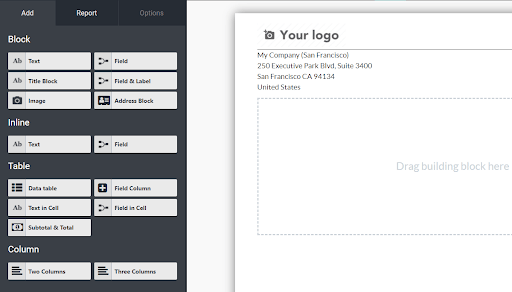 Add Report Options
Block
Ab Text Field
Ab Title Block Field & Label
Image Address Block
Inline
Ab Text Field
Table
Data table Field Column
Ab Text in Cell Field in Cell
Subtotal & Total
Column
Two Columns Three Columns
Your logo
My Company (San Francisco)
250 Executive Park Blvd, Suite 3400
San Francisco CA 94134
United States
Drag building block here